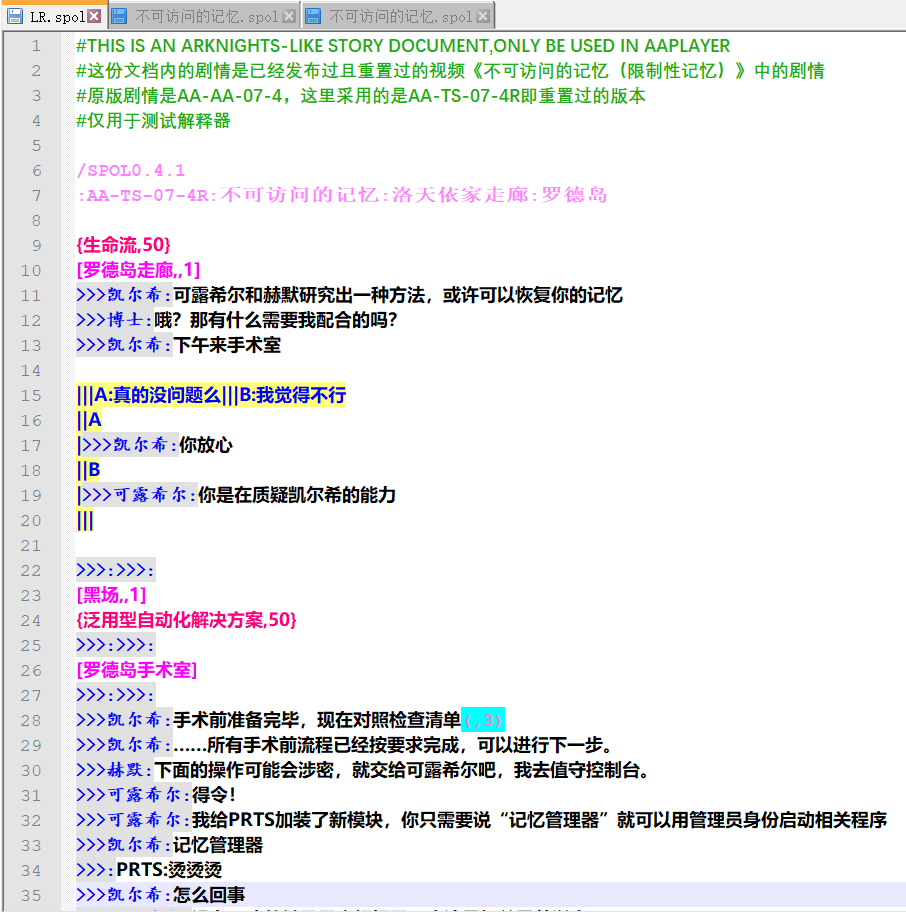 LR.spol 不可访问的记忆.spol 不可访问的记忆.spol
1 #THIS IS AN ARKNIGHTS-LIKE STORY DOCUMENT,ONLY BE USED IN AAPLAYER
2 #这份文档内的剧情是已经发布过且重置过的视频《不可访问的记忆（限制性记忆）》中的剧情
3 #原版剧情是AA-AA-07-4，这里采用的是AA-TS-07-4R即重置过的版本
4 #仅用于测试解释器
5
6 /SPOL0.4.1
7 :AA-TS-07-4R:不可访问的记忆:洛天依家走廊:罗德岛
8
9 {生命流,50}
10 [罗德岛走廊,,1]
11 >>>凯尔希:可露希尔和赫默研究出一种方法，或许可以恢复你的记忆
12 >>>博士:哦？那有什么需要我配合的吗？
13 >>>凯尔希:下午来手术室
14
15 |||A:真的没问题么|||B:我觉得不行
16 ||A
17 |>>>凯尔希:你放心
18 ||B
19 |>>>可露希尔:你是在质疑凯尔希的能力
20 |||
21
22 >>>:>>>:
23 [黑场,,1]
24 {泛用型自动化解决方案,50}
25 >>>:>>>:
26 [罗德岛手术室]
27 >>>:>>>:
28 >>>凯尔希:手术前准备完毕，现在对照检查清单(,3)
29 >>>凯尔希:……所有手术前流程已经按要求完成，可以进行下一步。
30 >>>赫默:下面的操作可能会涉密，就交给可露希尔吧，我去值守控制台。
31 >>>可露希尔:得令！
32 >>>可露希尔:我给PRTS加装了新模块，你只需要说“记忆管理器”就可以用管理员身份启动相关程序
33 >>>凯尔希:记忆管理器
34 >>>:PRTS:烫烫烫
35 >>>凯尔希:怎么回事